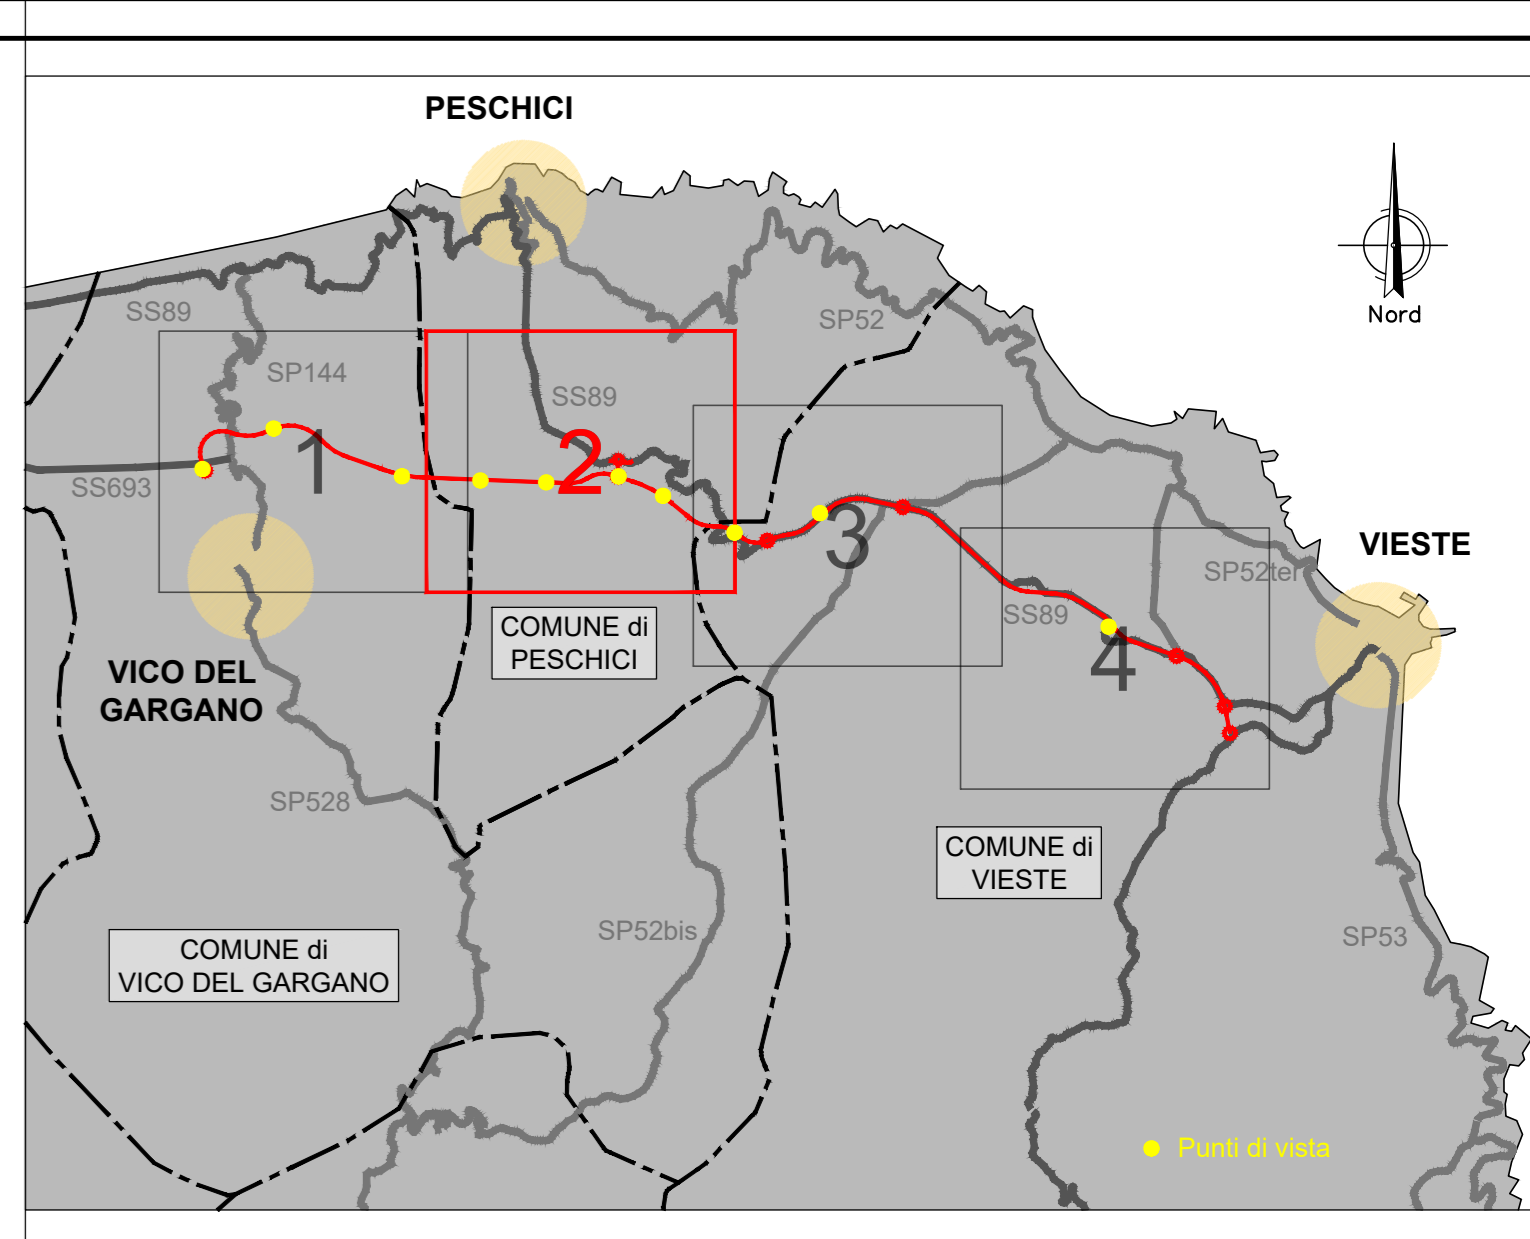 PESCHICI
Nord
SS89
SP52
SP144
SS89
1
2
SS693
3
VIESTE
SP52ter
SS89
COMUNE di
PESCHICI
4
VICO DEL
GARGANO
SP528
COMUNE di
VIESTE
SP52bis
SP53
COMUNE di
VICO DEL GARGANO
Punti di vista